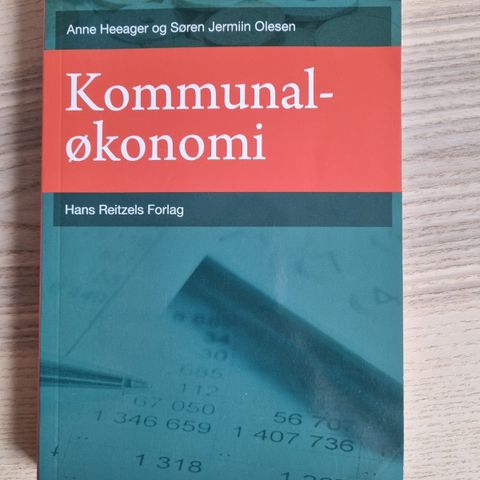 Anne Heeager og Søren Jermiin Olesen
Kommunal-
økonomi
Hans Reitzels Forlag
34
30
685
112
67 050
1 346 659
56 707
1 407 736
1 318